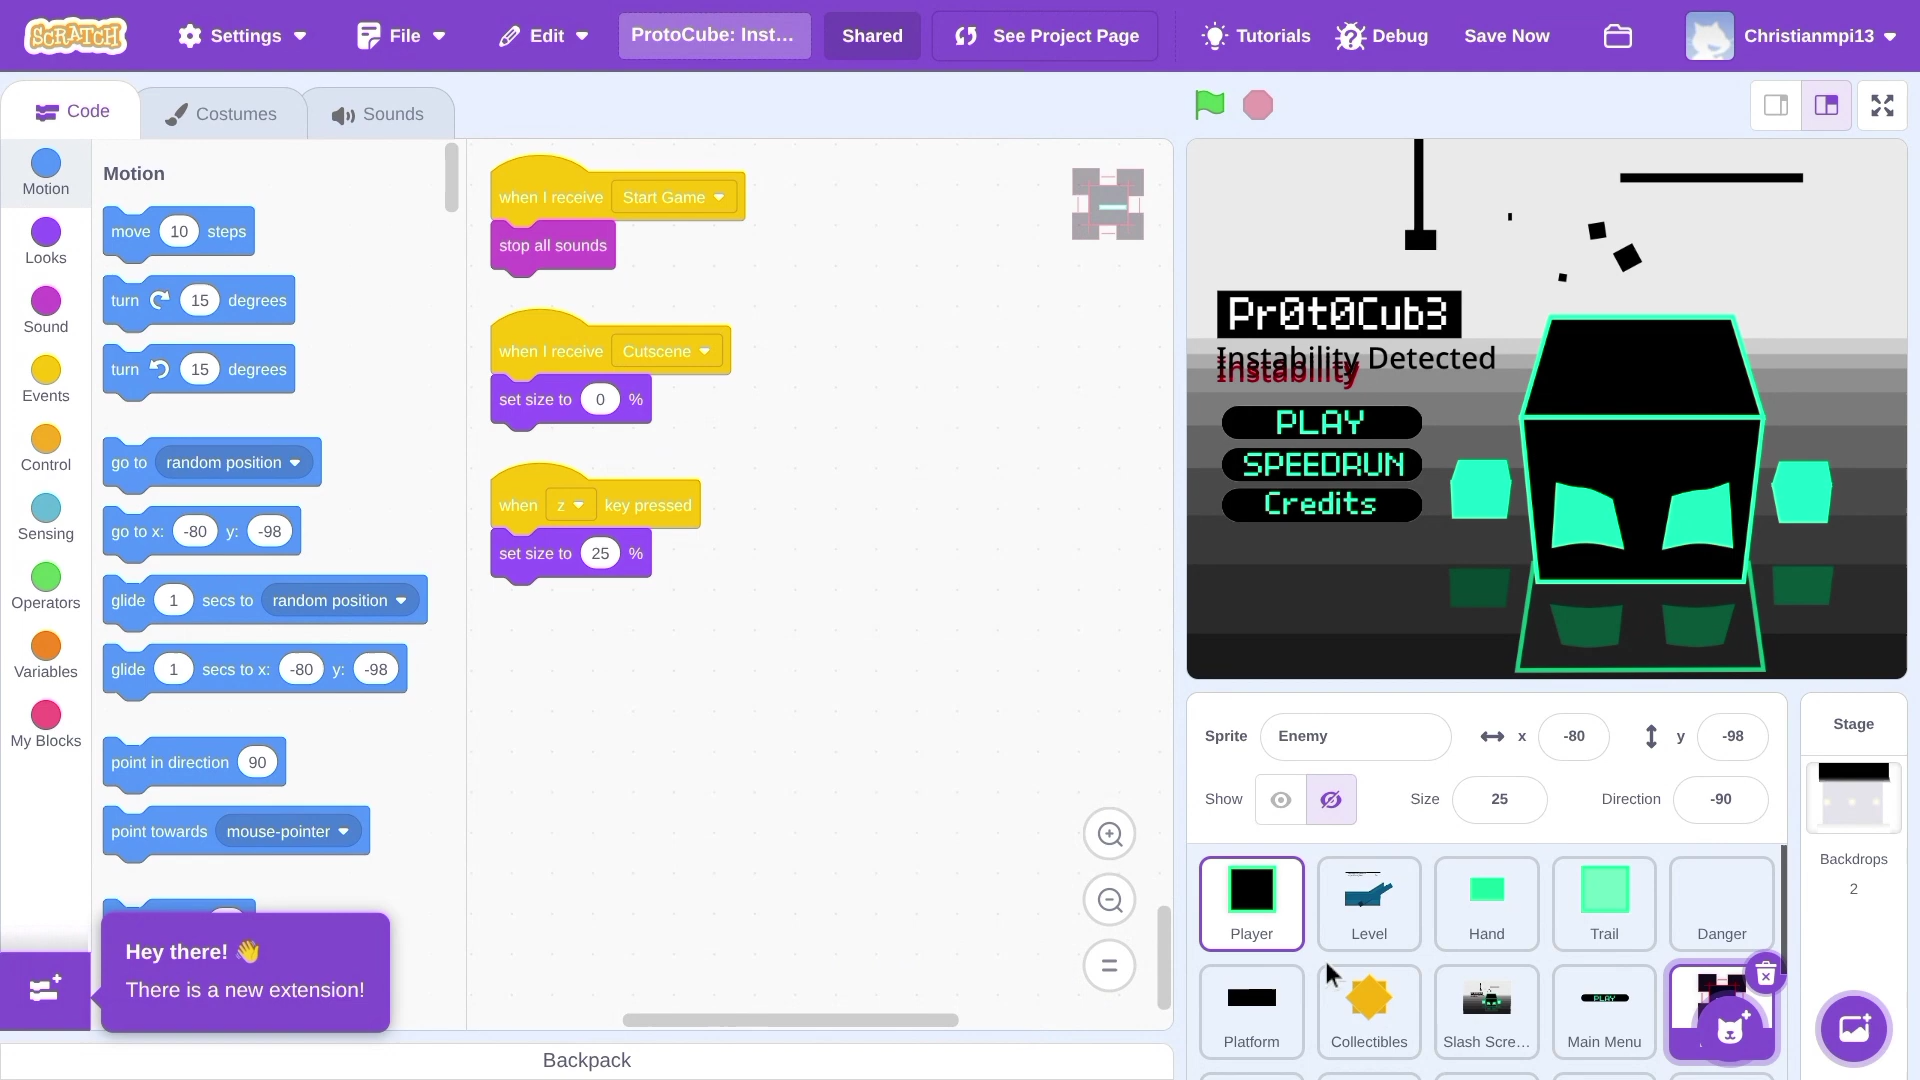 SCRATCH
Settings
File
Edit
ProtoCube: Inst...
Shared
See Project Page
Tutorials
Debug
Save Now
Christianmpi13
Code
Costumes
Sounds
Motion
Looks
Sound
Events
Control
Sensing
Operators
Variables
My Blocks
Motion
move 10 steps
turn 15 degrees
turn 15 degrees
go to random position
go to x: -80 y: -98
glide 1 secs to random position
glide 1 secs to x: -80 y: -98
point in direction 90
point towards mouse-pointer
Hey there! 👋
There is a new extension!
when I receive Start Game
stop all sounds
when I receive Cutscene
set size to 0 %
when z key pressed
set size to 25 %
Backpack
Pr0t0Cub3
Instability Detected
Instability
PLAY
SPEEDRUN
Credits
Sprite Enemy x -80 y -98
Show Size 25 Direction -90
Player
Level
Hand
Trail
Danger
Platform
Collectibles
Slash Scre...
PLAY
Main Menu
Stage
Backdrops
2